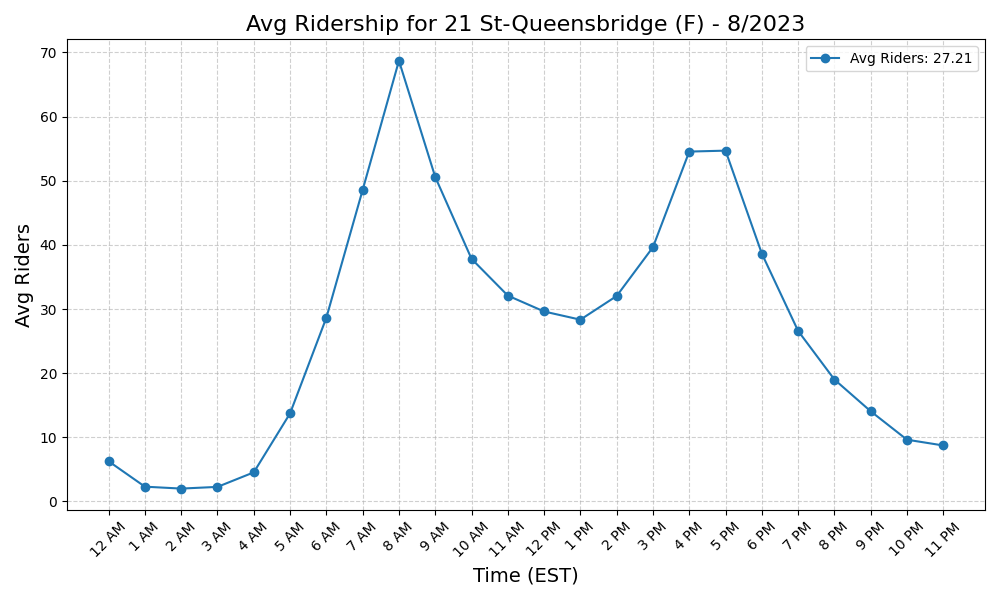 Avg Ridership for 21 St-Queensbridge (F) - 8/2023
Avg Riders: 27.21
Avg Riders
70
60
50
40
30
20
10
0
12 AM
1 AM
2 AM
3 AM
4 AM
5 AM
6 AM
7 AM
8 AM
9 AM
10 AM
11 AM
12 PM
1 PM
2 PM
3 PM
4 PM
5 PM
6 PM
7 PM
8 PM
9 PM
10 PM
11 PM
Time (EST)